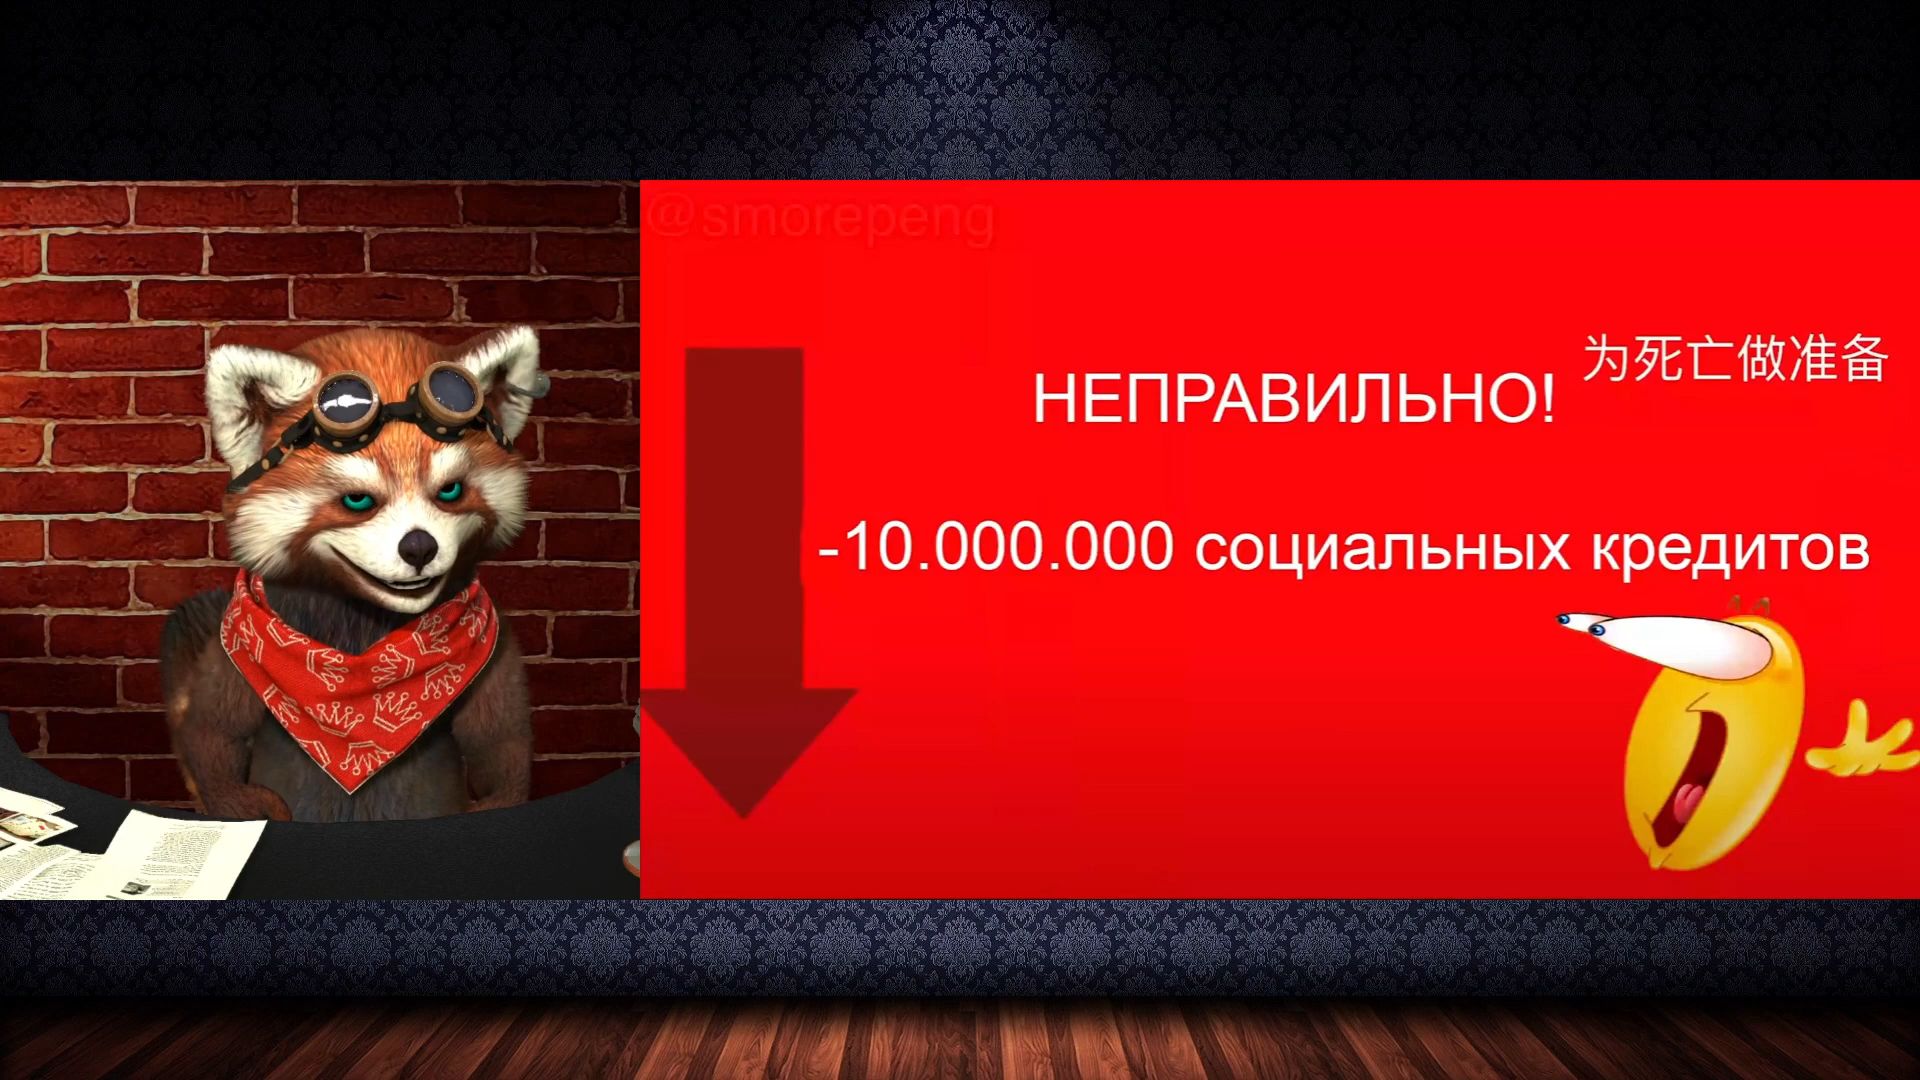 @smorepeng
为死亡做准备
НЕПРАВИЛЬНО!
-10.000.000 социальных кредитов